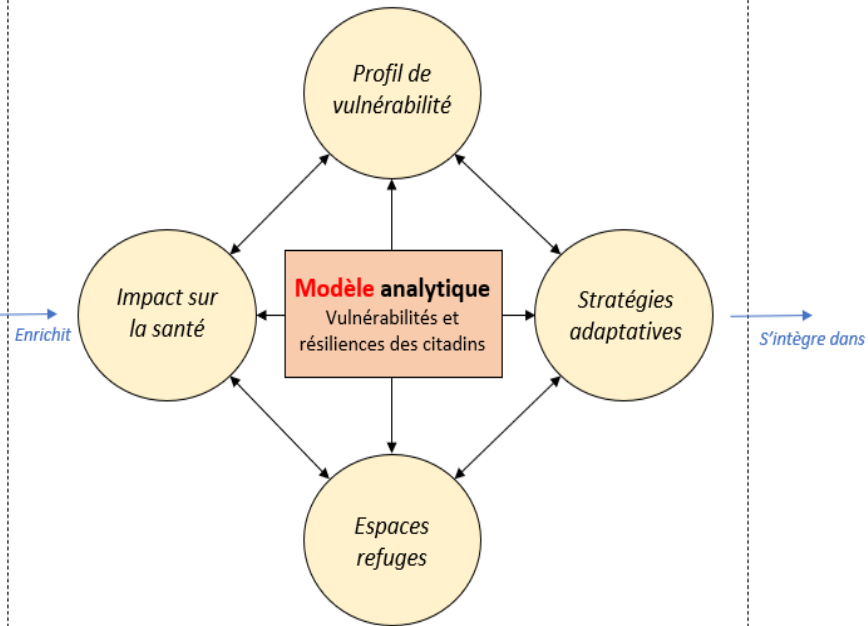 Profil de
vulnérabilité
Impact sur
la santé
Modèle analytique
Vulnérabilités et
résiliences des citadins
Stratégies
adaptatives
Enrichit
S'intègre dans
Espaces
refuges